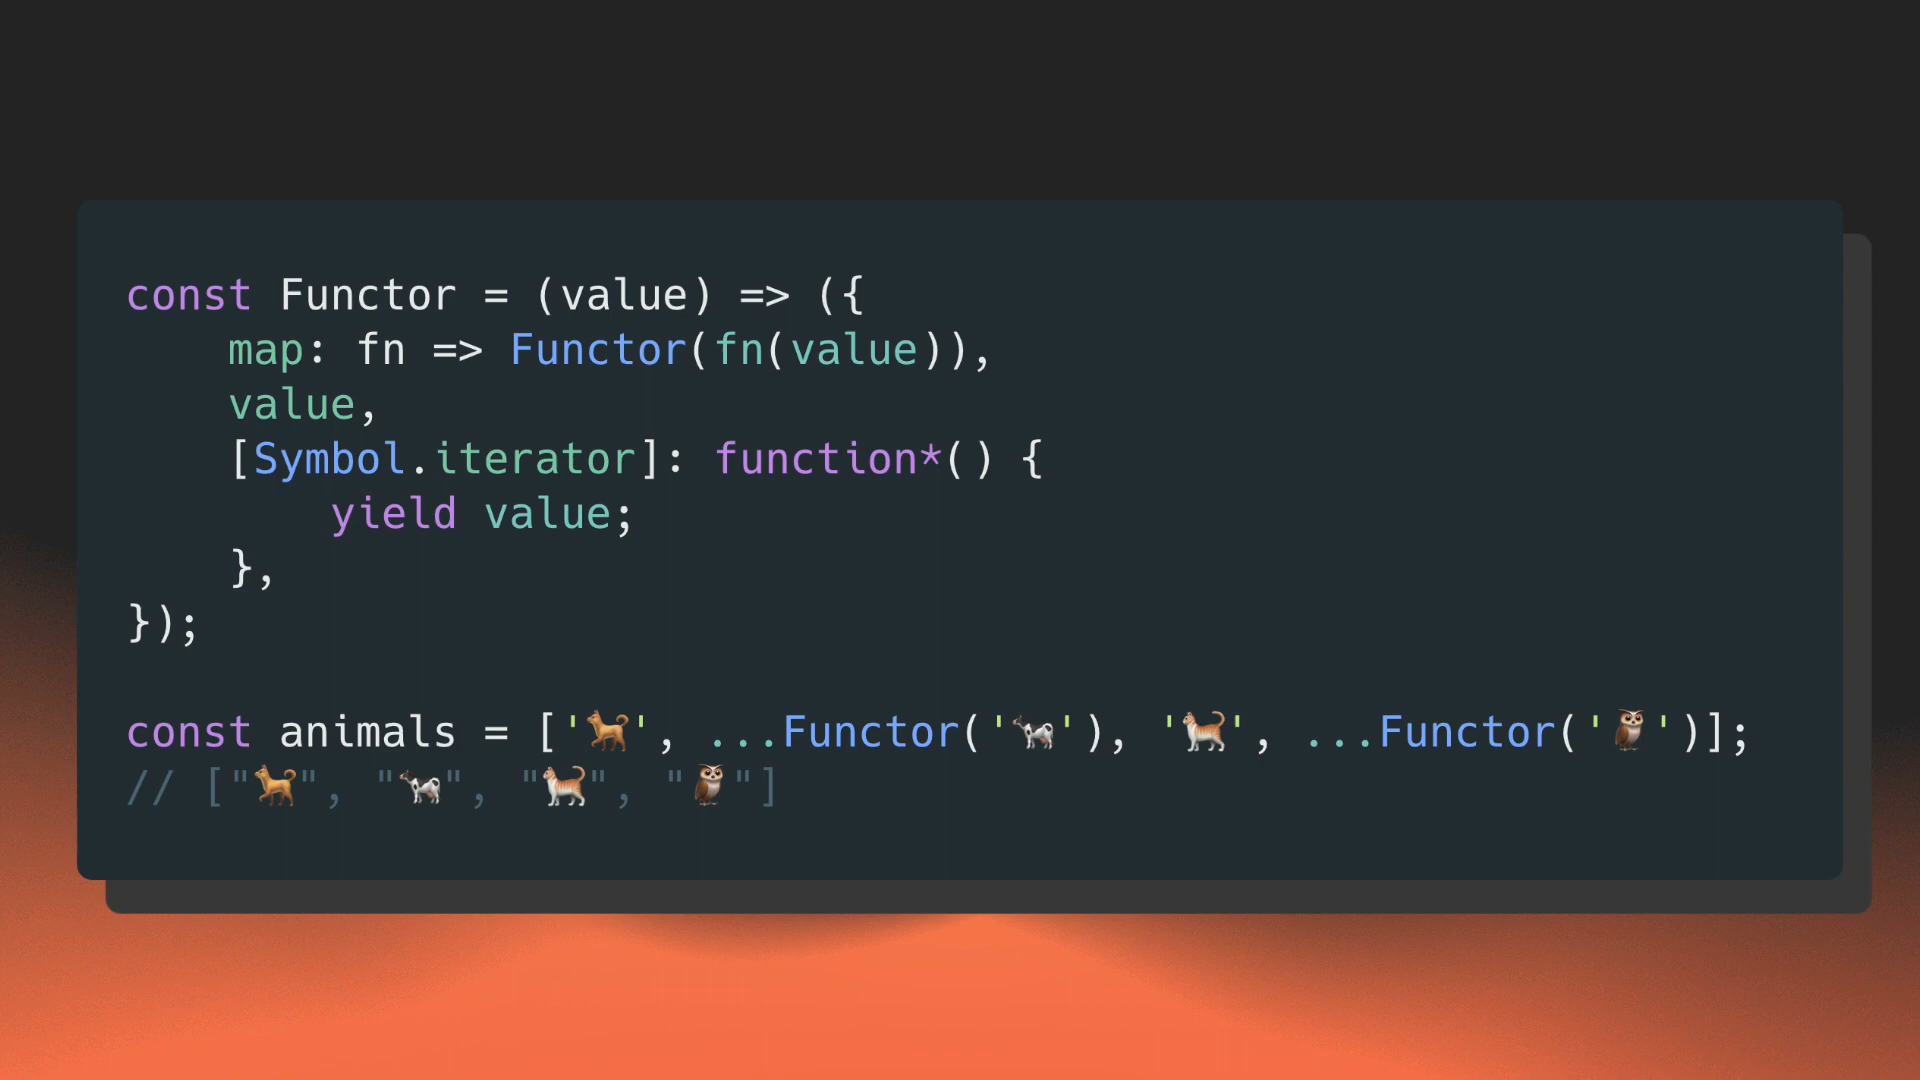 const Functor = (value) => ({
    map: fn => Functor(fn(value)),
    value,
    [Symbol.iterator]: function*() {
        yield value;
    },
});
const animals = ['🐕', ...Functor('🐄'), '🐈', ...Functor('🦉')];
// ["🐕", "🐄", "🐈", "🦉"]